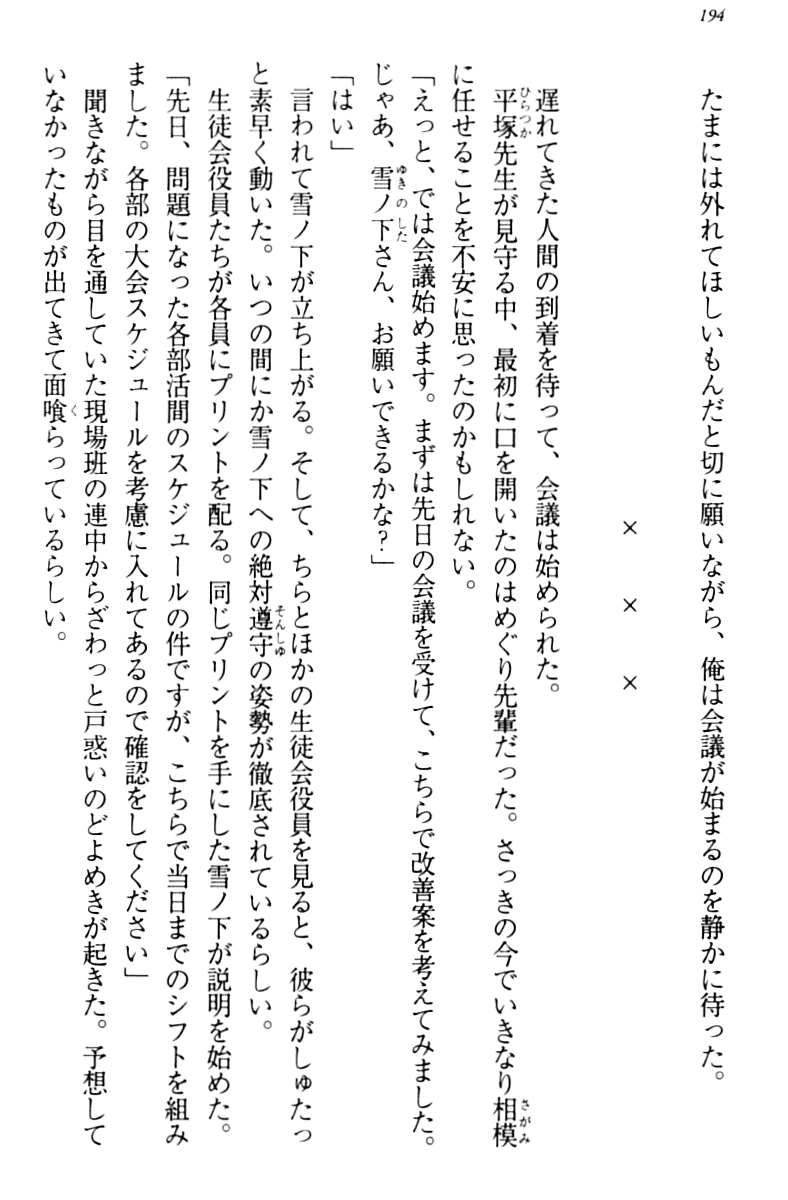 194
たまには外れてほしいもんだと切に願いながら、俺は会議が始まるのを静かに待った。
× × ×
遅れてきた人間の到着を待って、会議は始められた。
平塚先生が見守る中、最初に口を開いたのはめぐり先輩だった。さっきの今でいきなり相模
に任せることを不安に思ったのかもしれない。
「えっと、では会議始めます。まずは先日の会議を受けて、こちらで改善案を考えてみました。
じゃあ、雪ノ下さん、お願いできるかな？」
「はい」
言われて雪ノ下が立ち上がる。そして、ちらとほかの生徒会役員を見ると、彼らがしゅたっ
と素早く動いた。いつの間にか雪ノ下への絶対遵守の姿勢が徹底されているらしい。
生徒会役員たちが各員にプリントを配る。同じプリントを手にした雪ノ下が説明を始めた。
「先日、問題になった各部活間のスケジュールの件ですが、こちらで当日までのシフトを組み
ました。各部の大会スケジュールを考慮に入れてあるので確認をしてください」
聞きながら目を通していた現場班の連中からざわっと戸惑いのどよめきが起きた。予想して
いなかったものが出てきて面喰らっているらしい。